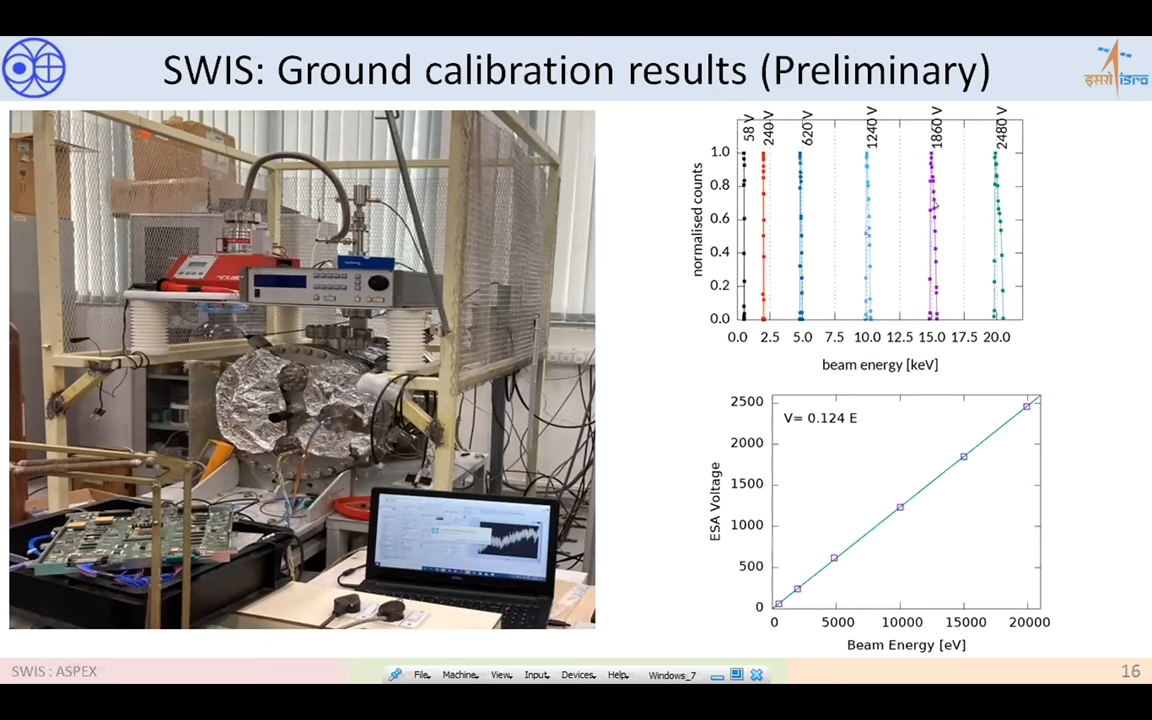 SWIS: Ground calibration results (Preliminary)
इसरो isro
58 V
240 V
620 V
1240 V
1860 V
2480 V
normalised counts
1.0
0.8
0.6
0.4
0.2
0.0
0.0 2.5 5.0 7.5 10.0 12.5 15.0 17.5 20.0
beam energy [keV]
V= 0.124 E
ESA Voltage
2500
2000
1500
1000
500
0
0 5000 10000 15000 20000
Beam Energy [eV]
SWIS : ASPEX
File Machine View Input Devices Help Windows_7
16